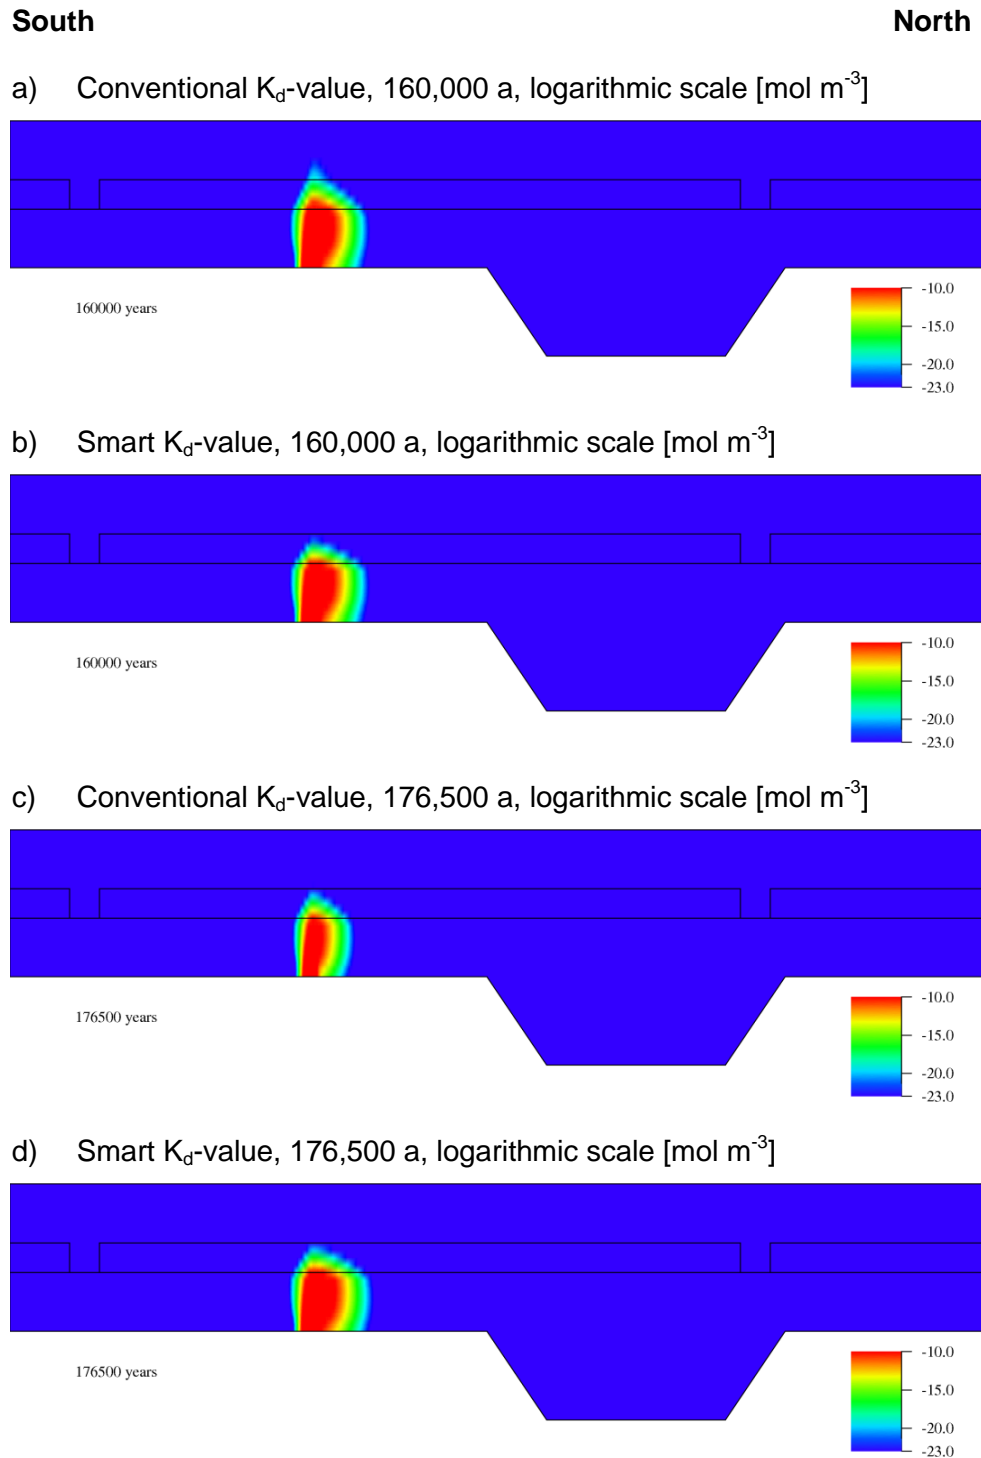 South North
a) Conventional Kd-value, 160,000 a, logarithmic scale [mol m-3]
160000 years
-10.0
-15.0
-20.0
-23.0
b) Smart Kd-value, 160,000 a, logarithmic scale [mol m-3]
160000 years
-10.0
-15.0
-20.0
-23.0
c) Conventional Kd-value, 176,500 a, logarithmic scale [mol m-3]
176500 years
-10.0
-15.0
-20.0
-23.0
d) Smart Kd-value, 176,500 a, logarithmic scale [mol m-3]
176500 years
-10.0
-15.0
-20.0
-23.0